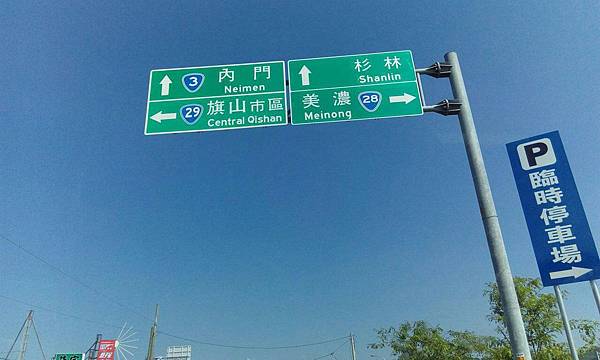 3 內門
Neimen
29 旗山市區
Central Qishan
杉林
Shanlin
美濃 28
Meinong
P
臨時停車場